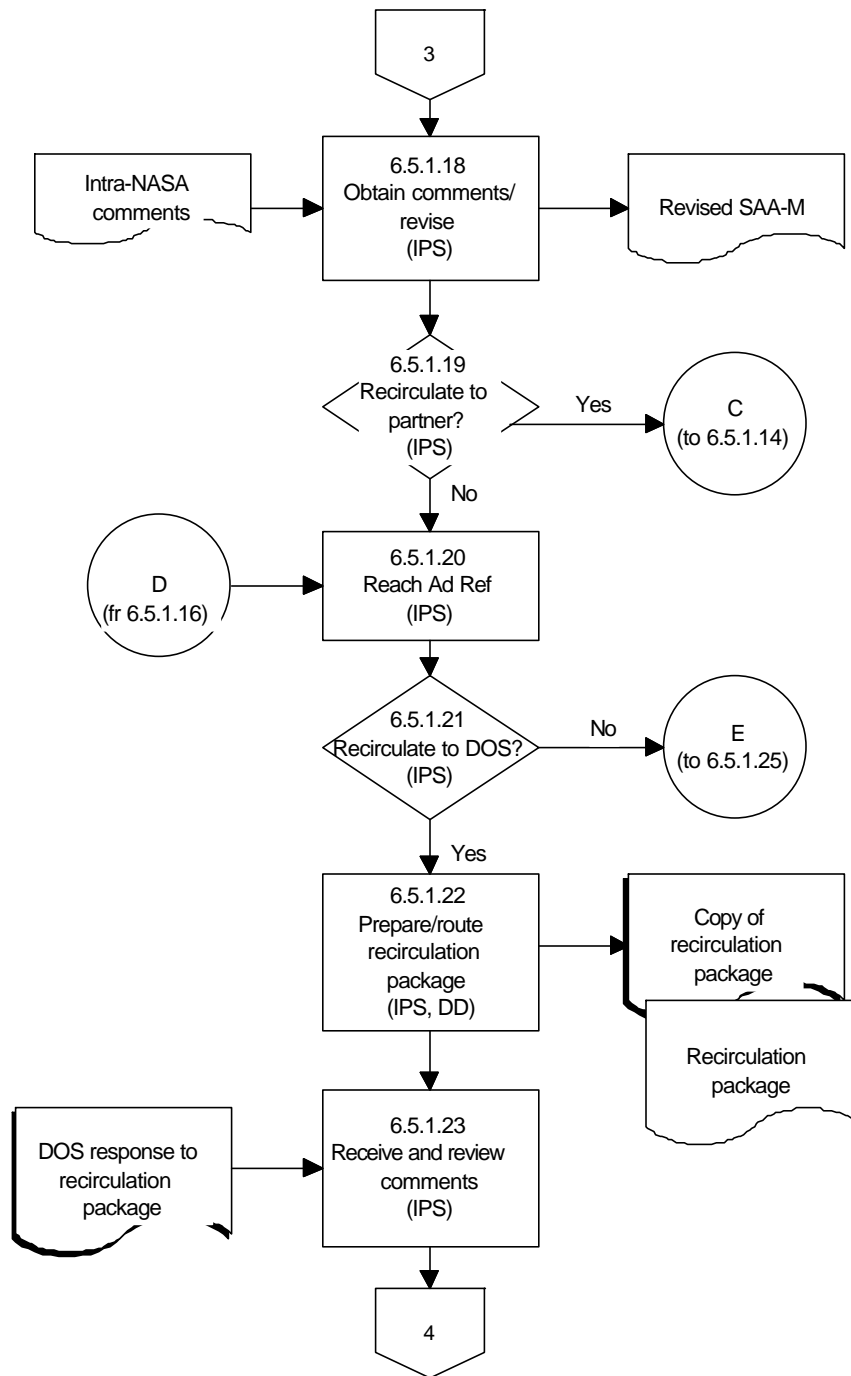 3
Intra-NASA
comments
6.5.1.18
Obtain comments/
revise
(IPS)
Revised SAA-M
6.5.1.19
Recirculate to
partner?
(IPS)
Yes
C
(to 6.5.1.14)
No
D
(fr 6.5.1.16)
6.5.1.20
Reach Ad Ref
(IPS)
6.5.1.21
Recirculate to DOS?
(IPS)
No
E
(to 6.5.1.25)
Yes
6.5.1.22
Prepare/route
recirculation
package
(IPS, DD)
Copy of
recirculation
package
Recirculation
package
DOS response to
recirculation
package
6.5.1.23
Receive and review
comments
(IPS)
4